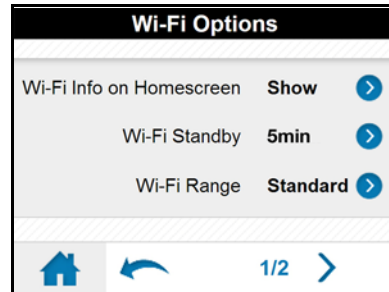 Wi-Fi Options
Wi-Fi Info on Homescreen Show
Wi-Fi Standby 5min
Wi-Fi Range Standard
1/2